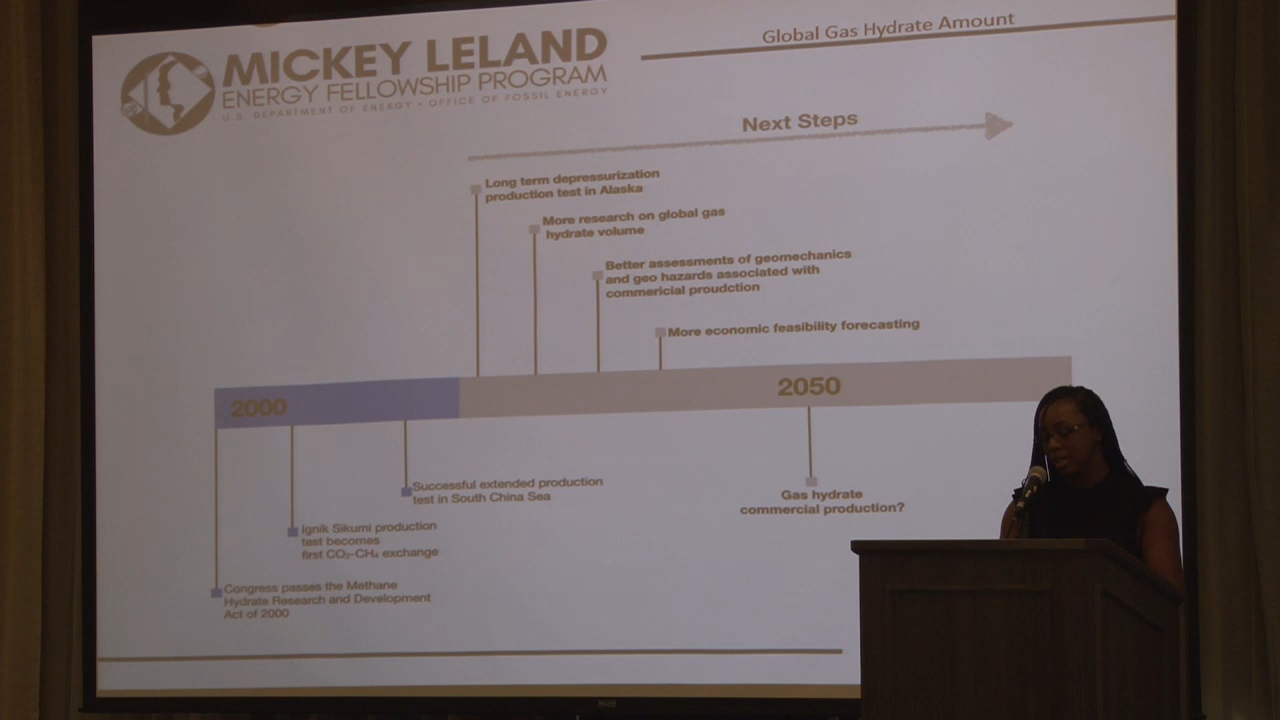 MICKEY LELAND
ENERGY FELLOWSHIP PROGRAM
U.S. DEPARTMENT OF ENERGY • OFFICE OF FOSSIL ENERGY
Global Gas Hydrate Amount
Next Steps
Long term depressurization
production test in Alaska
More research on global gas
hydrate volume
Better assessments of geomechanics
and geo hazards associated with
commericial proudction
More economic feasibility forecasting
2000
2050
Successful extended production
test in South China Sea
Ignik Sikumi production
test becomes
first CO₂-CH₄ exchange
Congress passes the Methane
Hydrate Research and Development
Act of 2000
Gas hydrate
commercial production?